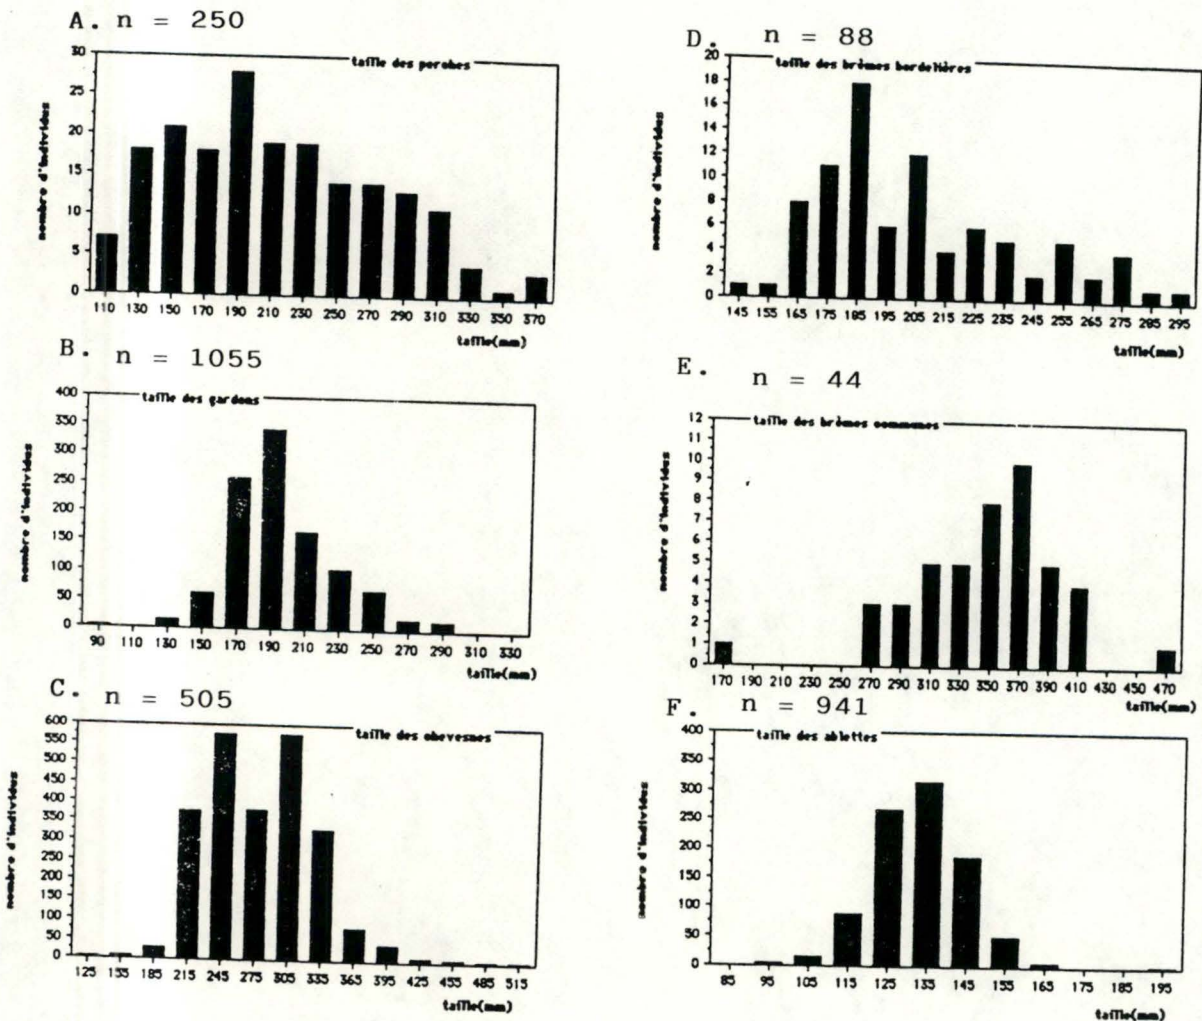 A. n = 250
taille des perches
nombre d'individus
30
25
20
15
10
5
0
110 130 150 170 190 210 230 250 270 290 310 330 350 370
taille(mm)
B. n = 1055
taille des gardons
nombre d'individus
400
350
300
250
200
150
100
50
0
90 110 130 150 170 190 210 230 250 270 290 310 330
taille(mm)
C. n = 505
taille des chevesnes
nombre d'individus
600
550
500
450
400
350
300
250
200
150
100
50
0
125 155 185 215 245 275 305 335 365 395 425 455 485 515
taille(mm)
D. n = 88
taille des brèmes bordelières
nombre d'individus
20
18
16
14
12
10
8
6
4
2
0
145 155 165 175 185 195 205 215 225 235 245 255 265 275 285 295
taille(mm)
E. n = 44
taille des brèmes communes
nombre d'individus
12
11
10
9
8
7
6
5
4
3
2
1
0
170 190 210 230 250 270 290 310 330 350 370 390 410 430 450 470
taille(mm)
F. n = 941
taille des ablettes
nombre d'individus
400
350
300
250
200
150
100
50
0
85 95 105 115 125 135 145 155 165 175 185 195
taille(mm)